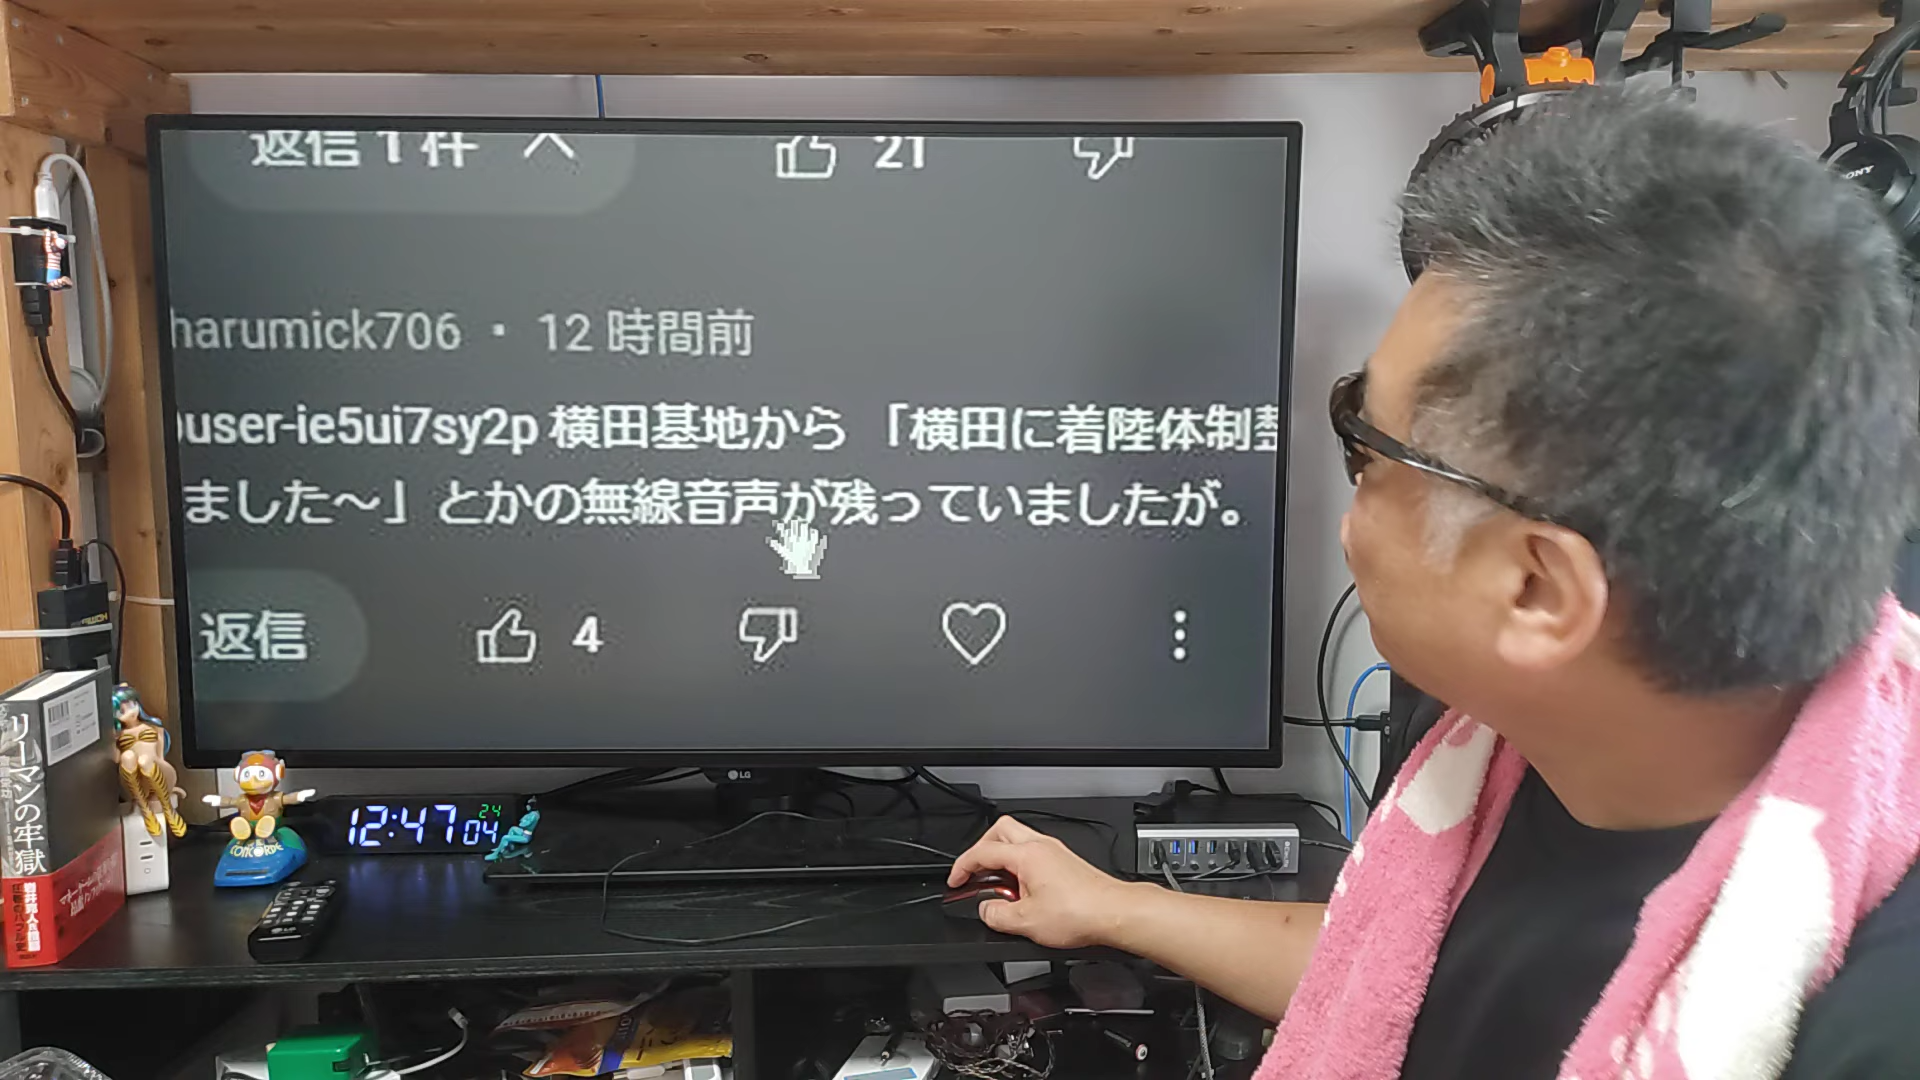 返信 1 件
21
harumick706 ・ 12 時間前
user-ie5ui7sy2p 横田基地から 「横田に着陸体制整
ました〜」とかの無線音声が残っていましたが。
返信
4
LG
SONY
12:47 04
24
CONCORDE
リーマンの牢獄